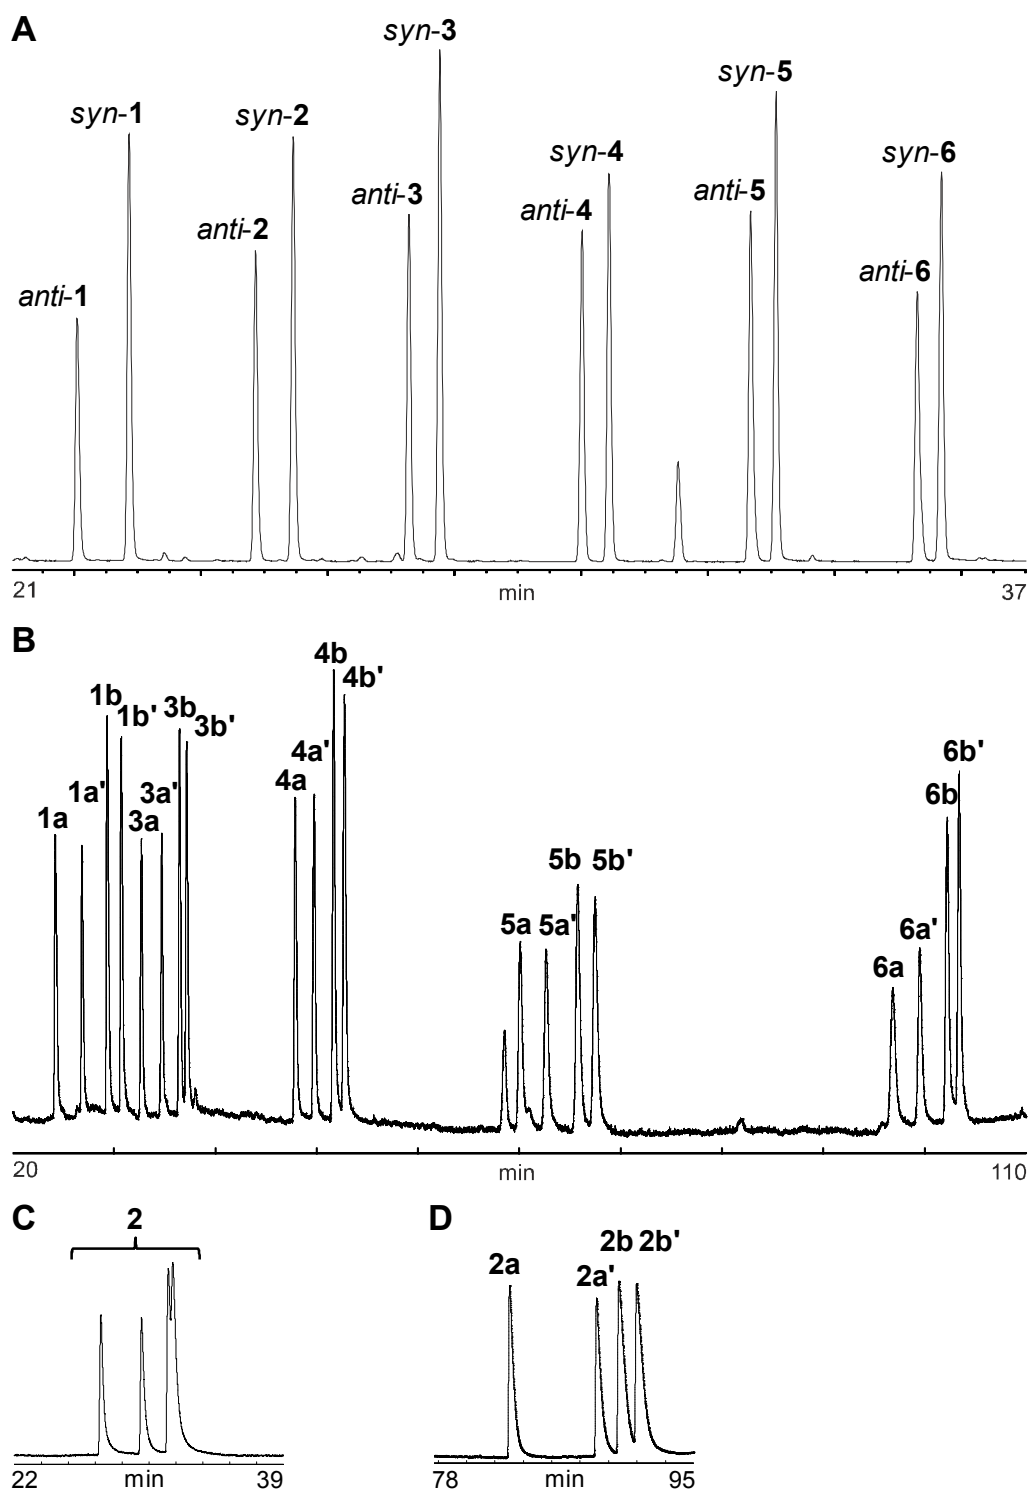 A
syn-3
syn-5
syn-1
syn-2
syn-4
syn-6
anti-3
anti-5
anti-4
anti-2
anti-6
anti-1
21 min 37
B
4b
4b'
1b
1b'
3b
3b'
6b'
4a'
4a
1a'
3a'
6b
1a
3a
5b
5b'
5a
5a'
6a'
6a
20 min 110
C
2
22 min 39
D
2b
2b'
2a
2a'
78 min 95